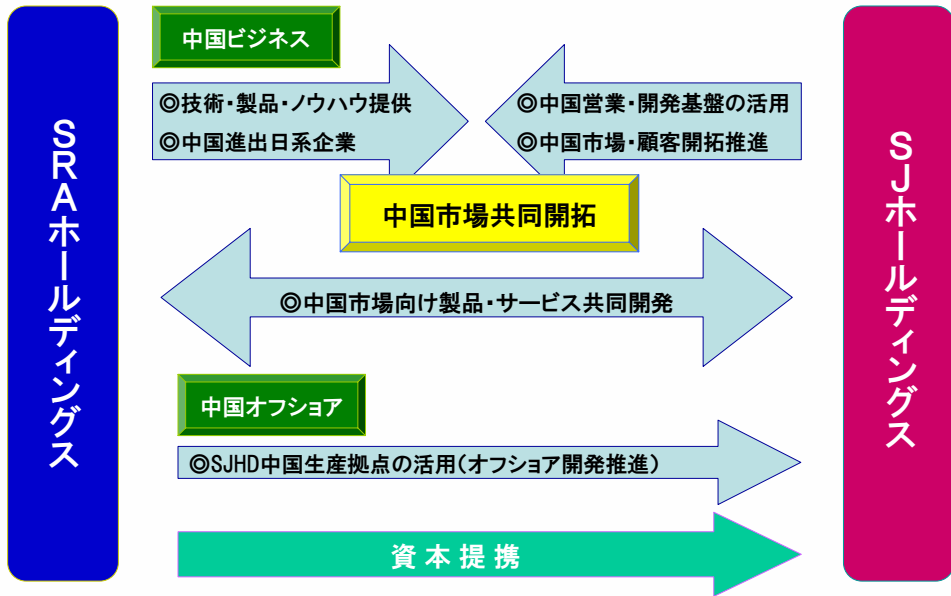 SRAホールディングス
中国ビジネス
◎技術・製品・ノウハウ提供
◎中国進出日系企業
◎中国営業・開発基盤の活用
◎中国市場・顧客開拓推進
中国市場共同開拓
◎中国市場向け製品・サービス共同開発
中国オフショア
◎SJHD中国生産拠点の活用(オフショア開発推進)
資本提携
SJホールディングス